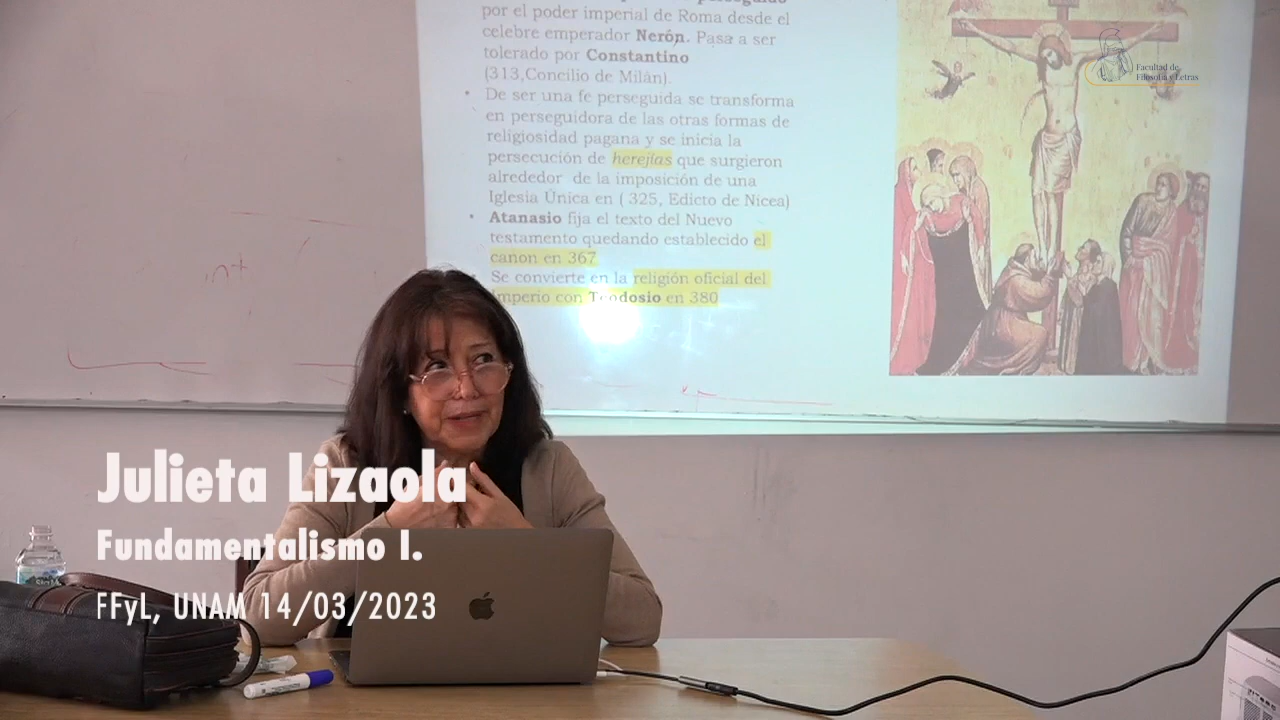 perseguido
por el poder imperial de Roma desde el
celebre emperador Nerón. Pasa a ser
tolerado por Constantino
(313,Concilio de Milán).
• De ser una fe perseguida se transforma
en perseguidora de las otras formas de
religiosidad pagana y se inicia la
persecución de herejías que surgieron
alrededor de la imposición de una
Iglesia Única en ( 325, Edicto de Nicea)
• Atanasio fija el texto del Nuevo
testamento quedando establecido el
canon en 367
Se convierte en la religión oficial del
imperio con Teodosio en 380
Facultad de
Filosofía y Letras
Julieta Lizaola
Fundamentalismo I.
FFyL, UNAM 14/03/2023